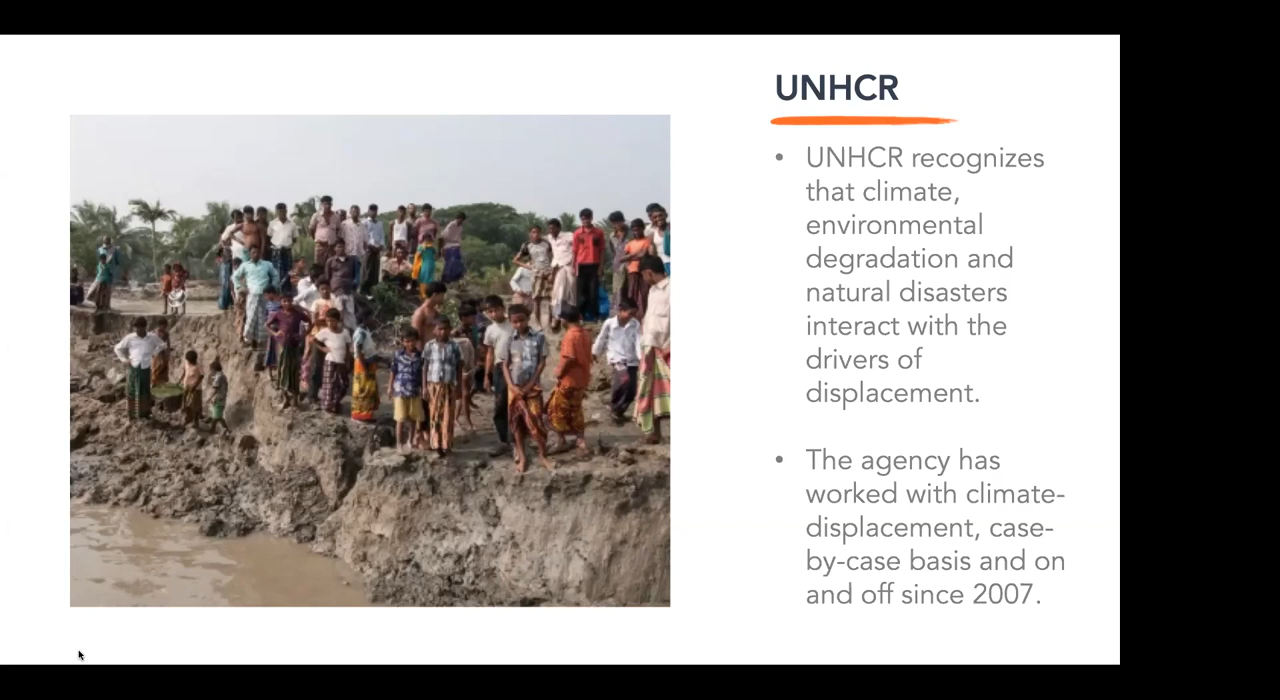 UNHCR
• UNHCR recognizes
that climate,
environmental
degradation and
natural disasters
interact with the
drivers of
displacement.
• The agency has
worked with climate-
displacement, case-
by-case basis and on
and off since 2007.